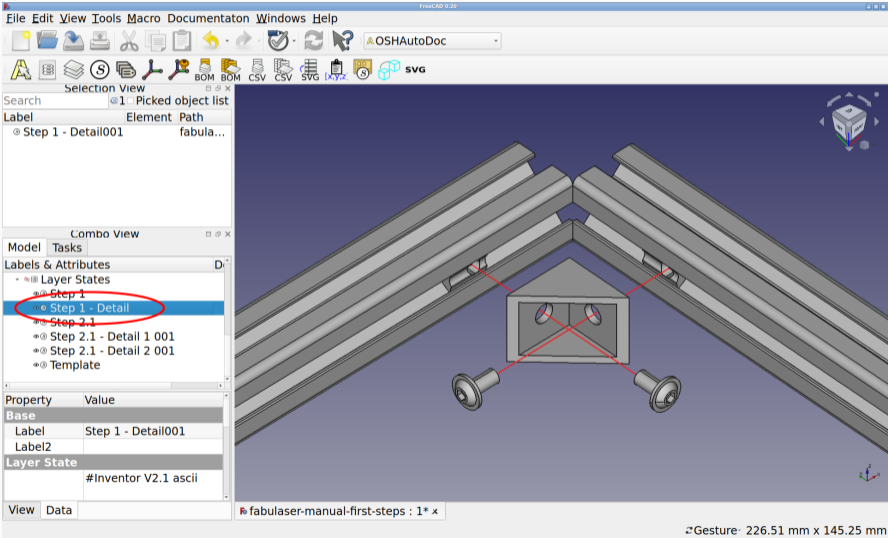 FreeCAD 0.20
File Edit View Tools Macro Documentaton Windows Help
OSHAutoDoc
BOM BOM CSV CSV SVG [x,y,z] SVG
Selection View
Search 1 Picked object list
Label Element Path
Step 1 - Detail001 fabula...
Combo View
Model Tasks
Labels & Attributes
Layer States
Step 1
Step 1 - Detail
Step 2.1
Step 2.1 - Detail 1 001
Step 2.1 - Detail 2 001
Template
Property Value
Base
Label Step 1 - Detail001
Label2
Layer State
#Inventor V2.1 ascii
View Data
fabulaser-manual-first-steps : 1*
Gesture 226.51 mm x 145.25 mm